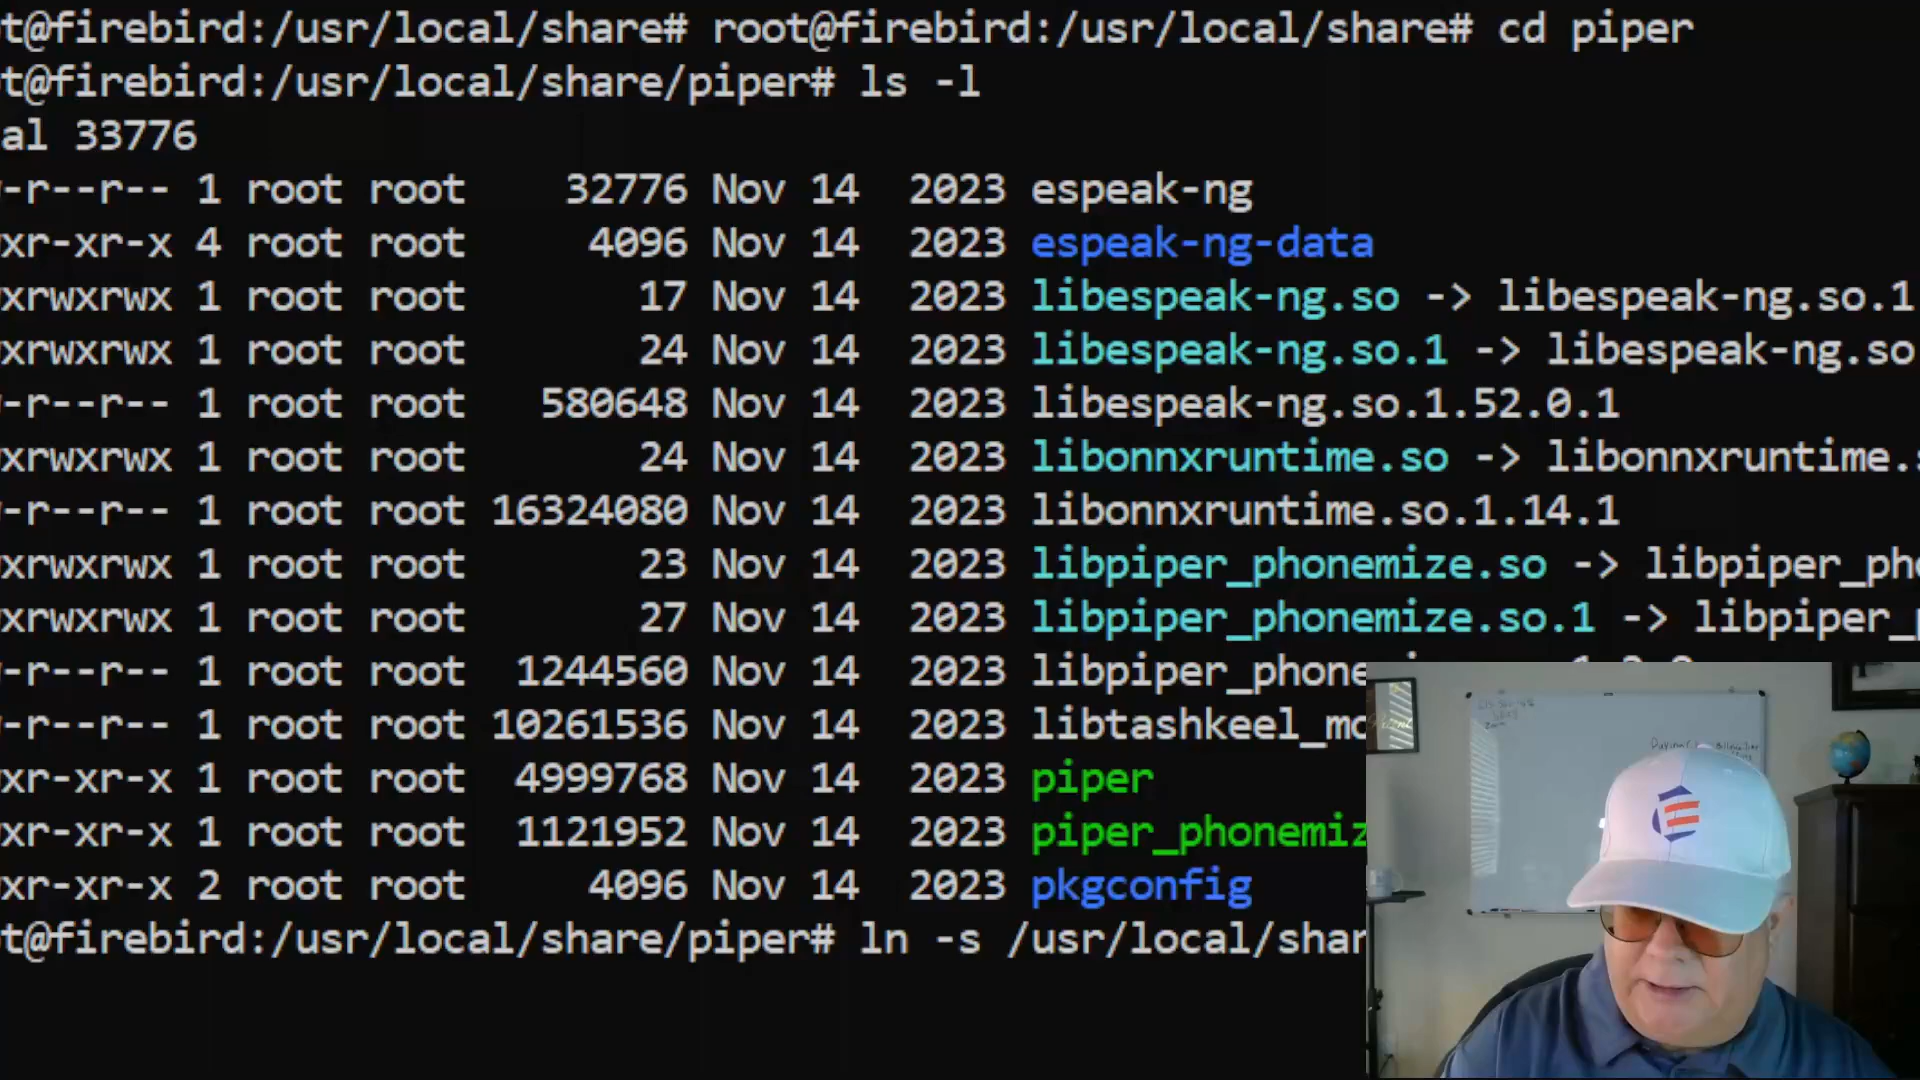 t@firebird:/usr/local/share# root@firebird:/usr/local/share# cd piper
t@firebird:/usr/local/share/piper# ls -l
al 33776
-r--r-- 1 root root 32776 Nov 14 2023 espeak-ng
xr-xr-x 4 root root 4096 Nov 14 2023 espeak-ng-data
xrwxrwx 1 root root 17 Nov 14 2023 libespeak-ng.so -> libespeak-ng.so.1
xrwxrwx 1 root root 24 Nov 14 2023 libespeak-ng.so.1 -> libespeak-ng.so
-r--r-- 1 root root 580648 Nov 14 2023 libespeak-ng.so.1.52.0.1
xrwxrwx 1 root root 24 Nov 14 2023 libonnxruntime.so -> libonnxruntime.
-r--r-- 1 root root 16324080 Nov 14 2023 libonnxruntime.so.1.14.1
xrwxrwx 1 root root 23 Nov 14 2023 libpiper_phonemize.so -> libpiper_pho
xrwxrwx 1 root root 27 Nov 14 2023 libpiper_phonemize.so.1 -> libpiper_
-r--r-- 1 root root 1244560 Nov 14 2023 libpiper_phone
-r--r-- 1 root root 10261536 Nov 14 2023 libtashkeel_mo
xr-xr-x 1 root root 4999768 Nov 14 2023 piper
xr-xr-x 1 root root 1121952 Nov 14 2023 piper_phonemiz
xr-xr-x 2 root root 4096 Nov 14 2023 pkgconfig
t@firebird:/usr/local/share/piper# ln -s /usr/local/shar